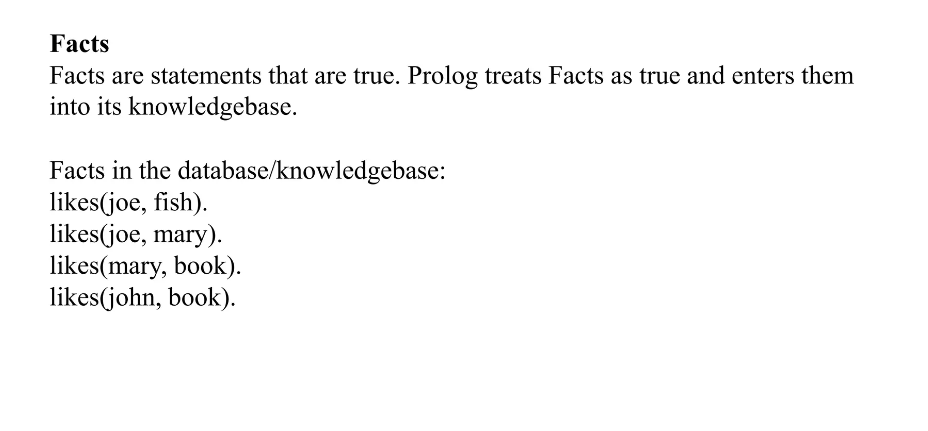 Facts
Facts are statements that are true. Prolog treats Facts as true and enters them
into its knowledgebase.
Facts in the database/knowledgebase:
likes(joe, fish).
likes(joe, mary).
likes(mary, book).
likes(john, book).